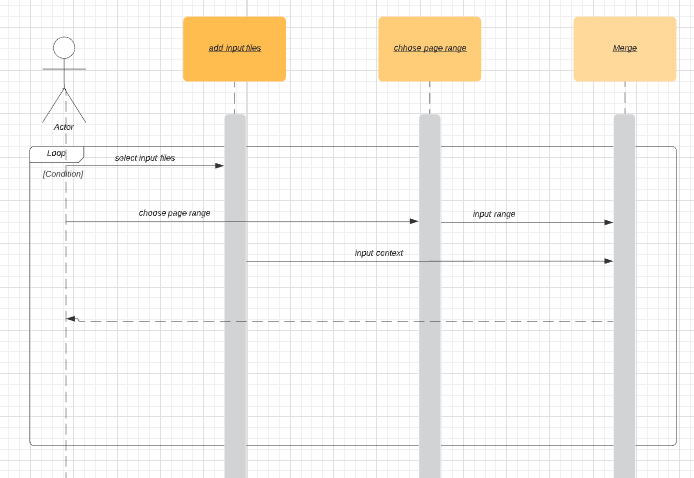 add input files
chhose page range
Merge
Actor
Loop
[Condition]
select input files
choose page range
input range
input context